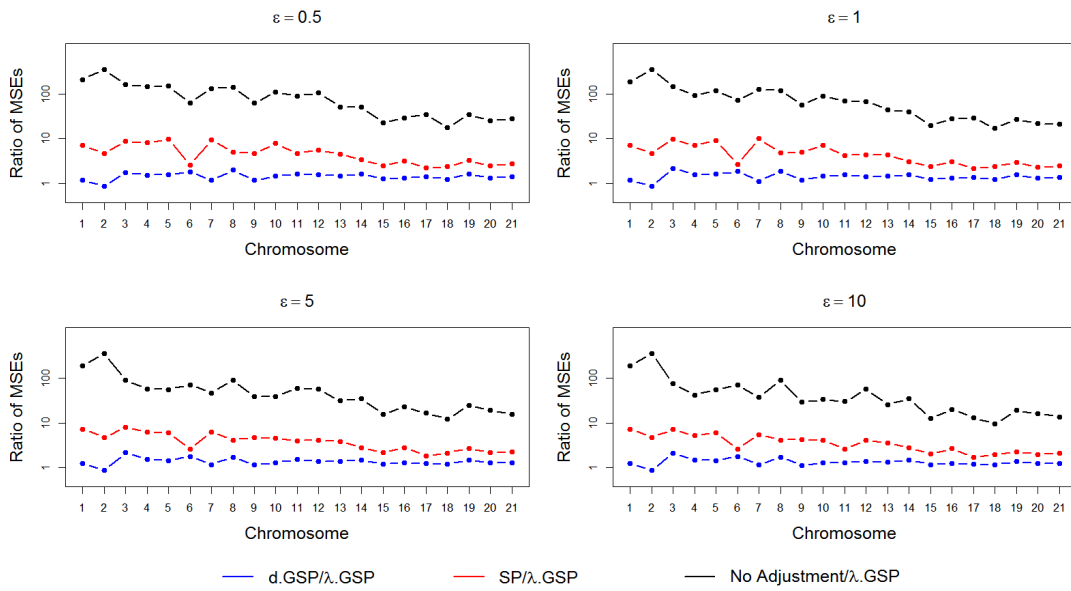 ε = 0.5
Ratio of MSEs
100
10
1
1 2 3 4 5 6 7 8 9 10 11 12 13 14 15 16 17 18 19 20 21
Chromosome
ε = 1
Ratio of MSEs
100
10
1
1 2 3 4 5 6 7 8 9 10 11 12 13 14 15 16 17 18 19 20 21
Chromosome
ε = 5
Ratio of MSEs
100
10
1
1 2 3 4 5 6 7 8 9 10 11 12 13 14 15 16 17 18 19 20 21
Chromosome
ε = 10
Ratio of MSEs
100
10
1
1 2 3 4 5 6 7 8 9 10 11 12 13 14 15 16 17 18 19 20 21
Chromosome
d.GSP/λ.GSP
SP/λ.GSP
No Adjustment/λ.GSP